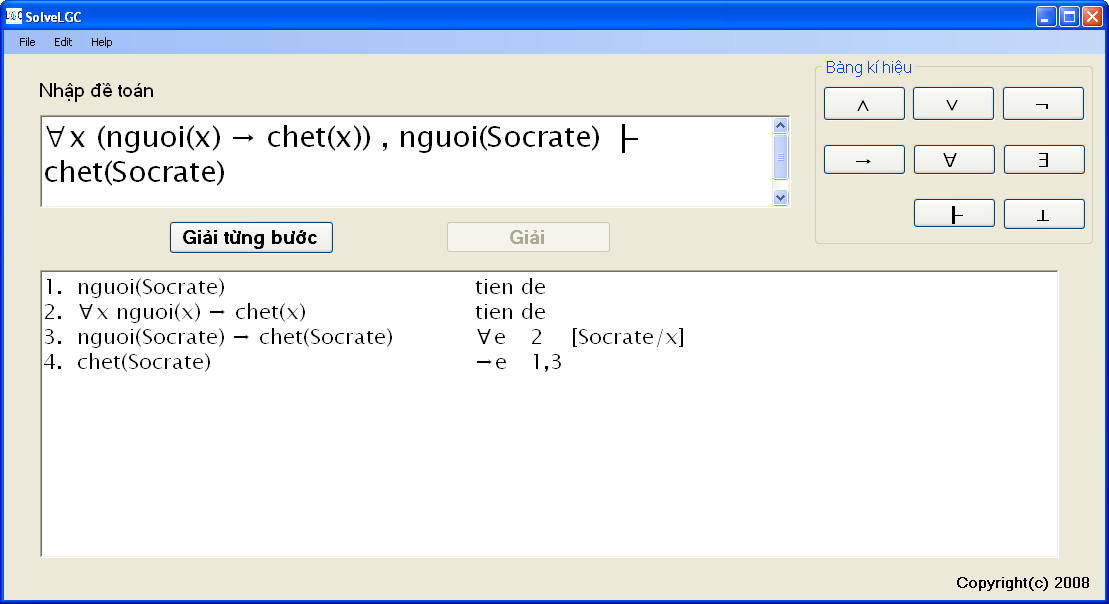 SolveLGC
File Edit Help
Nhập đề toán
∀x (nguoi(x) → chet(x)) , nguoi(Socrate) ├
chet(Socrate)
Giải từng bước
Giải
Bảng kí hiệu
∧ ∨ ¬
→ ∀ ∃
├ ⊥
1. nguoi(Socrate) tien de
2. ∀x nguoi(x) → chet(x) tien de
3. nguoi(Socrate) → chet(Socrate) ∀e 2 [Socrate/x]
4. chet(Socrate) →e 1,3
Copyright(c) 2008